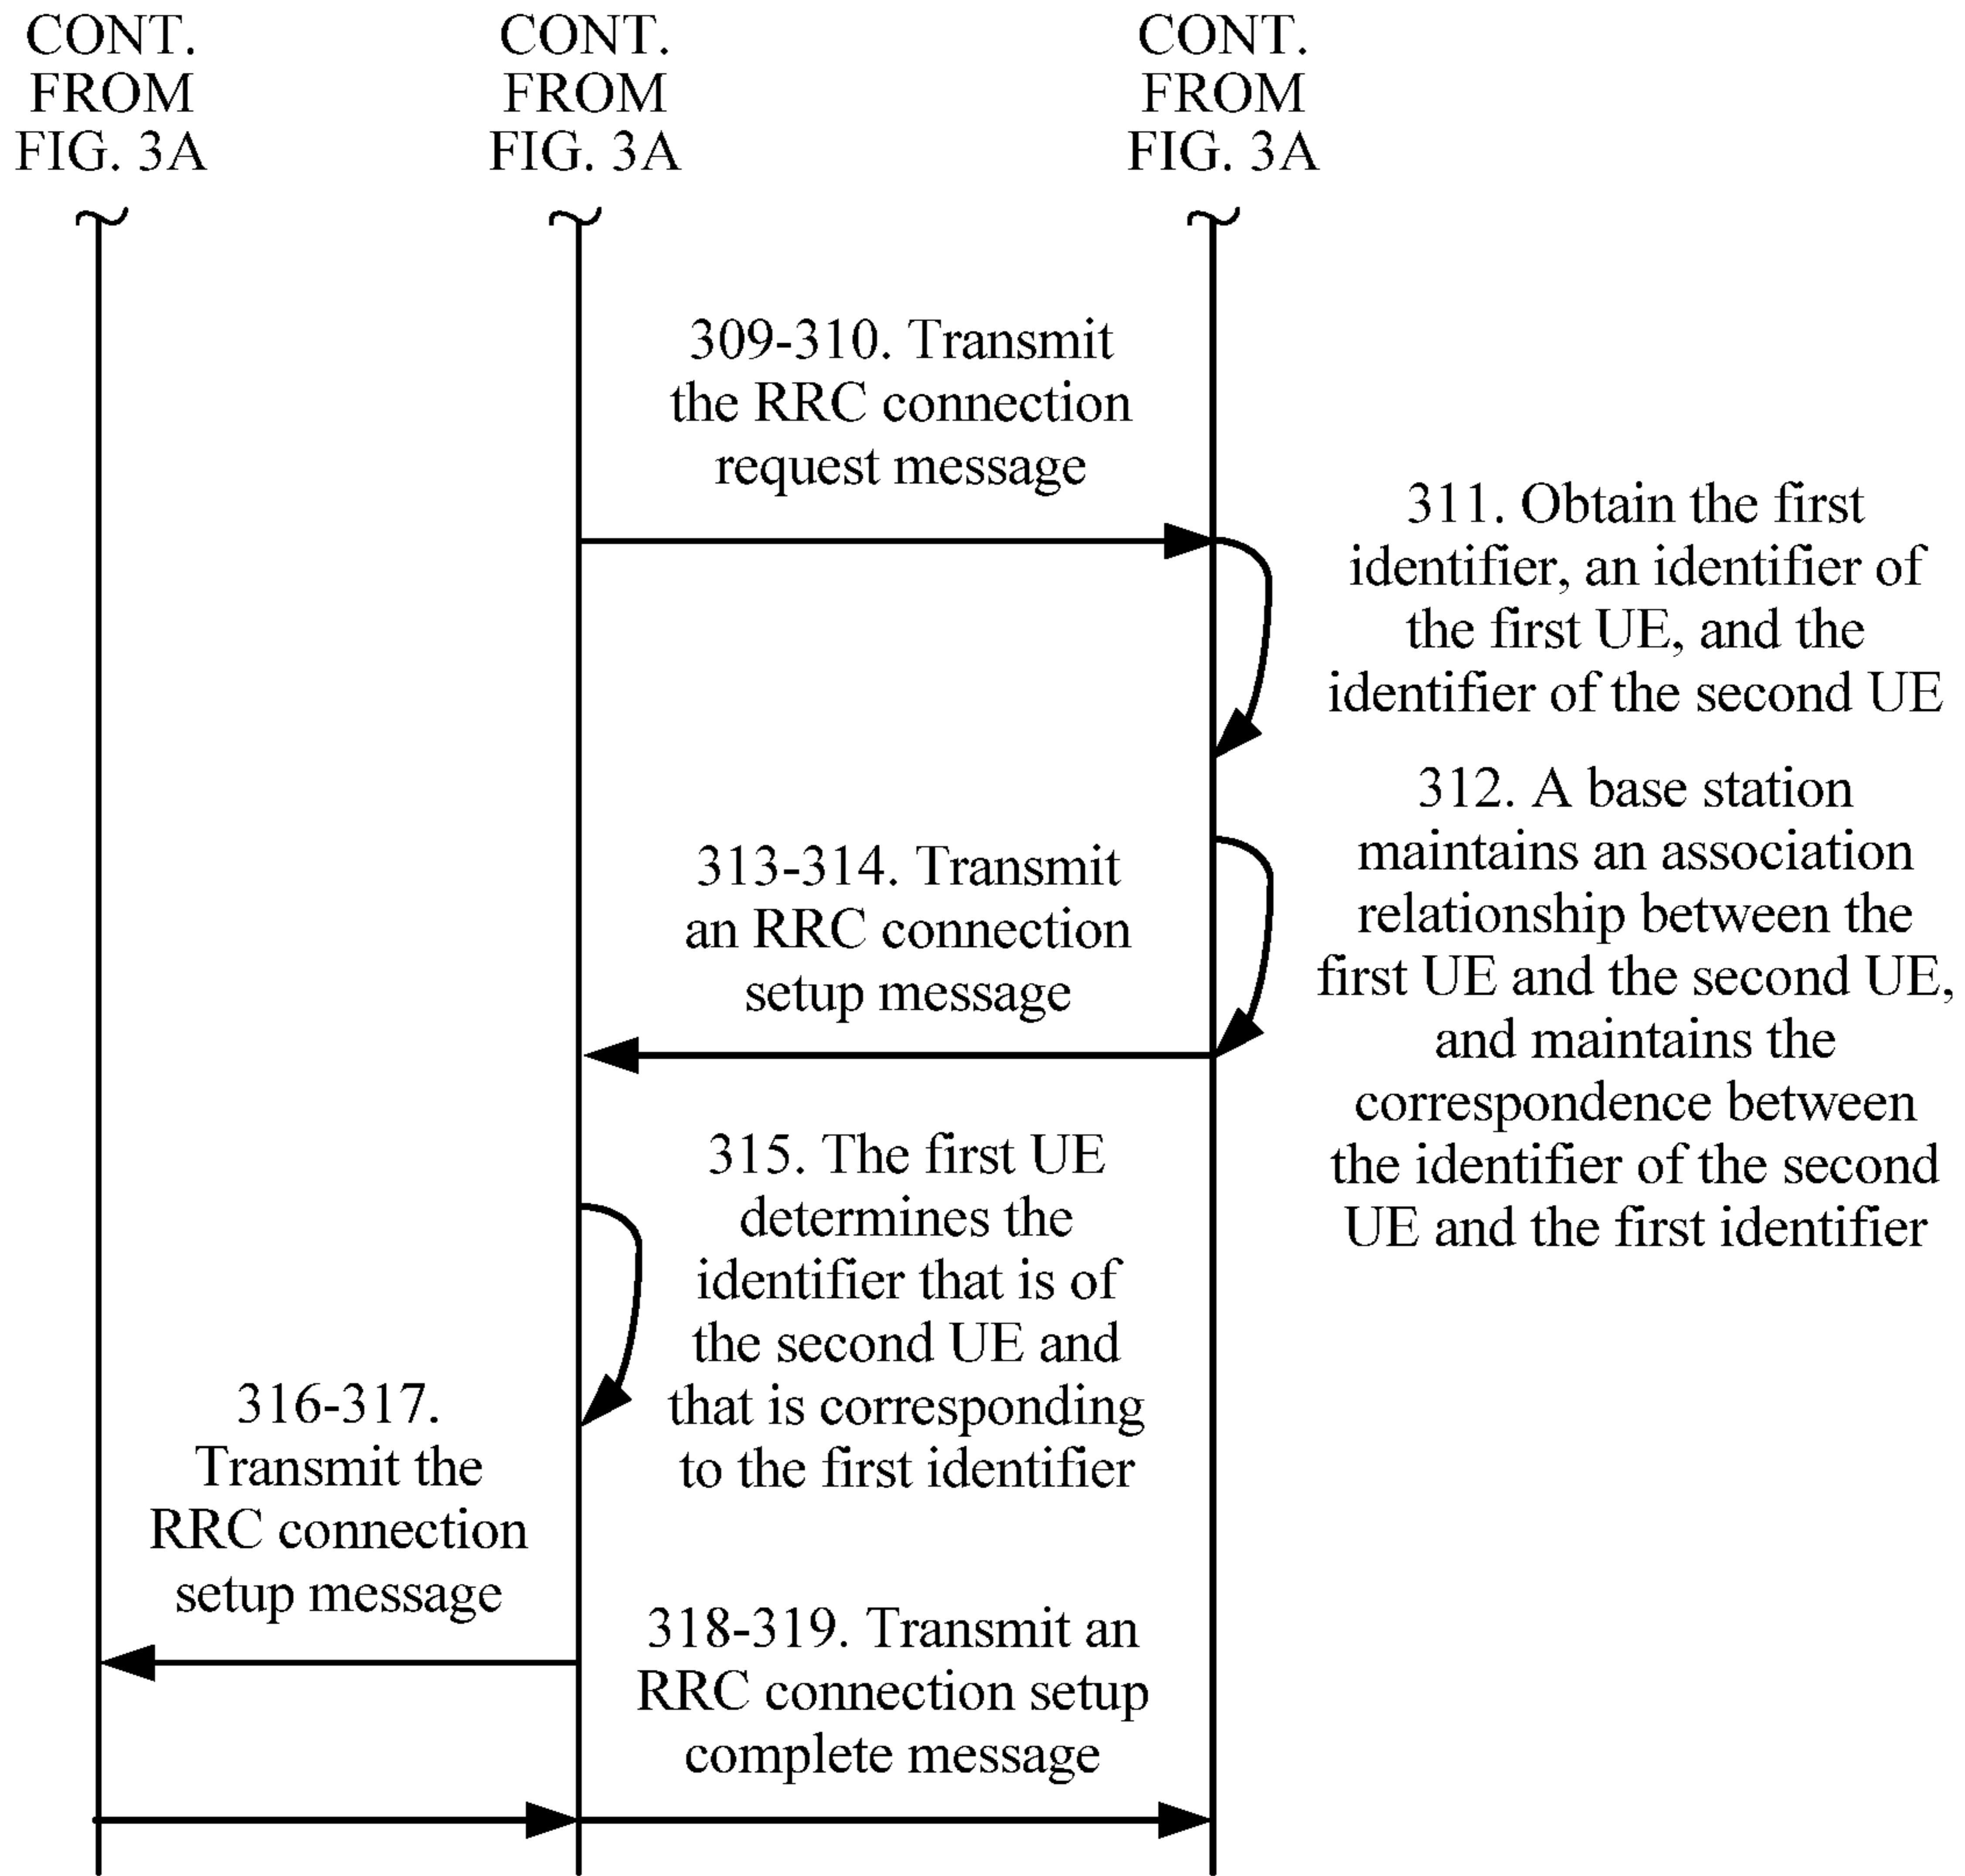 CONT.
FROM
FIG. 3A
CONT.
FROM
FIG. 3A
CONT.
FROM
FIG. 3A
309-310. Transmit
the RRC connection
request message
311. Obtain the first
identifier, an identifier of
the first UE, and the
identifier of the second UE
312. A base station
maintains an association
relationship between the
first UE and the second UE,
and maintains the
correspondence between
the identifier of the second
UE and the first identifier
313-314. Transmit
an RRC connection
setup message
315. The first UE
determines the
identifier that is of
the second UE and
that is corresponding
to the first identifier
316-317.
Transmit the
RRC connection
setup message
318-319. Transmit an
RRC connection setup
complete message